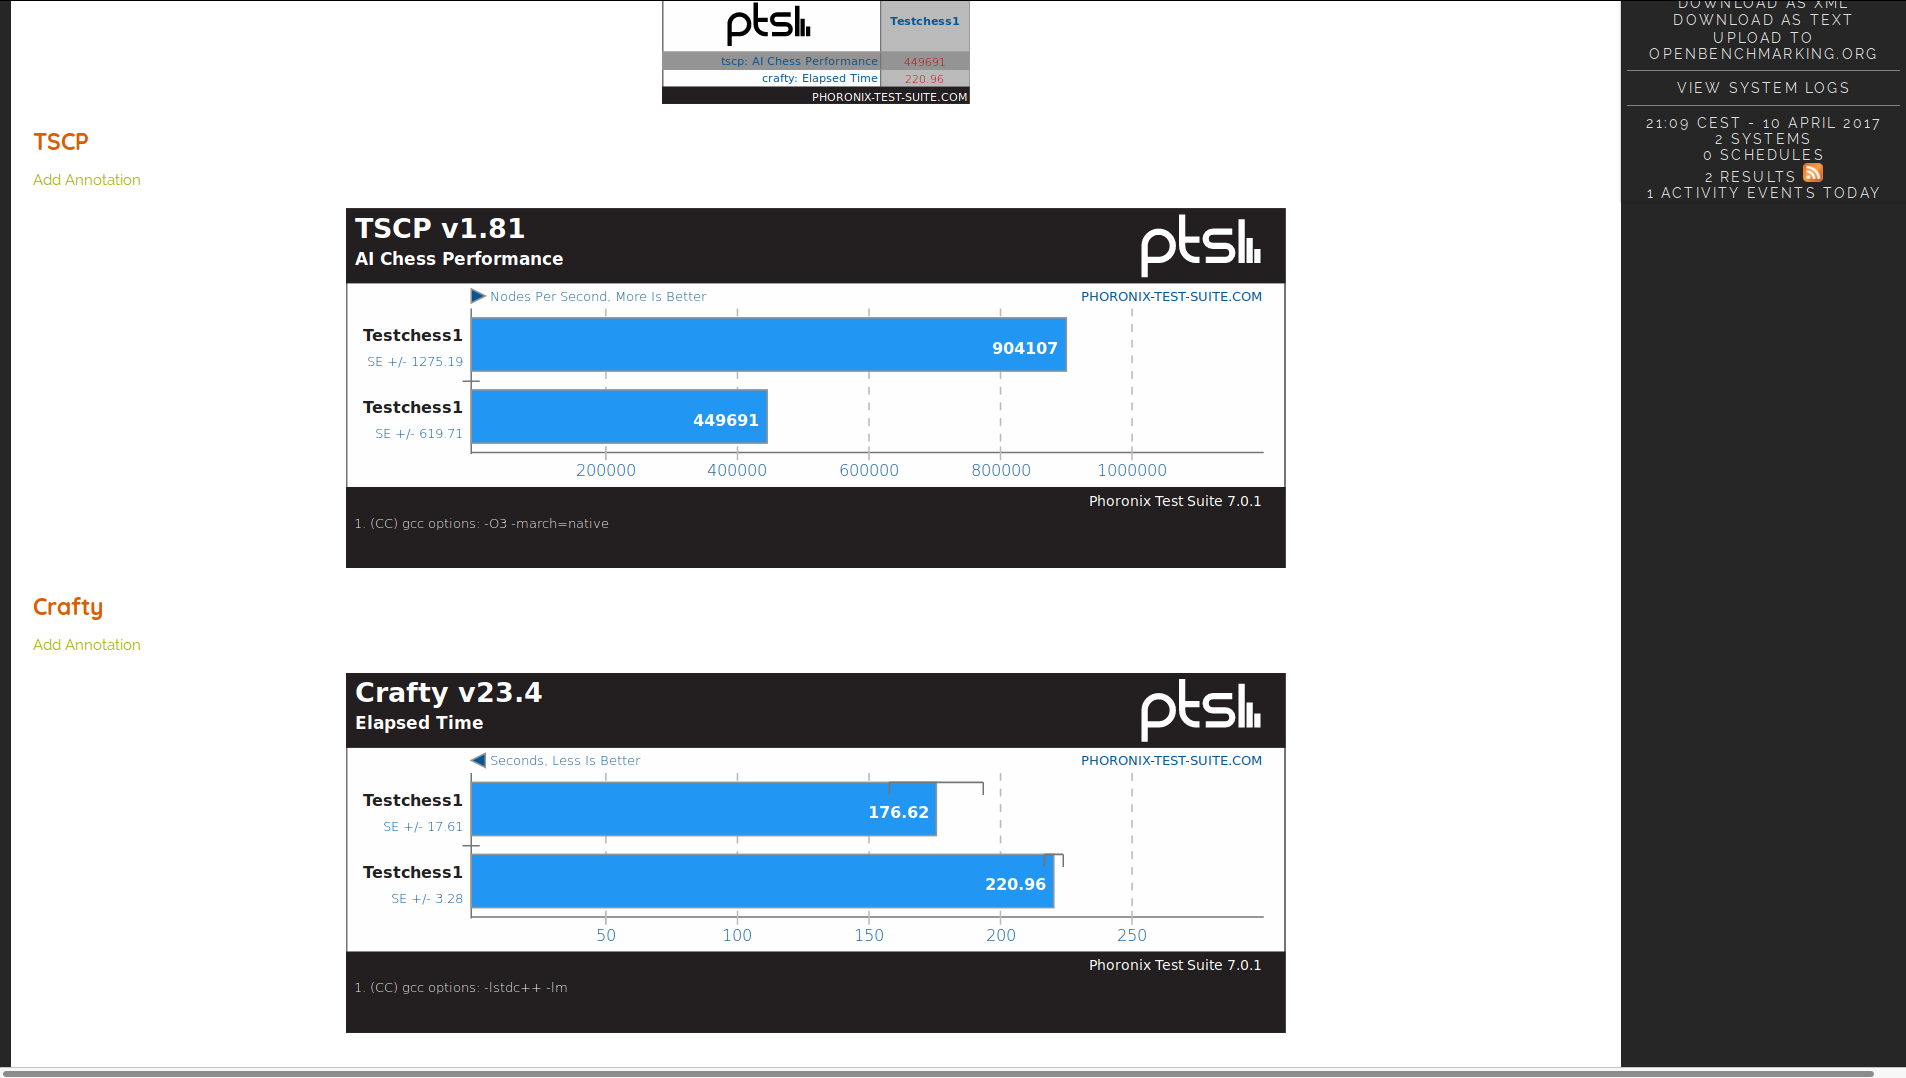 ptsl
Testchess1
tscp: AI Chess Performance 449691
crafty: Elapsed Time 220.96
PHORONIX-TEST-SUITE.COM
TSCP
Add Annotation
TSCP v1.81
AI Chess Performance
pts
Nodes Per Second, More Is Better
PHORONIX-TEST-SUITE.COM
Testchess1
SE +/- 1275.19
904107
Testchess1
SE +/- 619.71
449691
200000 400000 600000 800000 1000000
Phoronix Test Suite 7.0.1
1. (CC) gcc options: -O3 -march=native
Crafty
Add Annotation
Crafty v23.4
Elapsed Time
pts
Seconds, Less Is Better
PHORONIX-TEST-SUITE.COM
Testchess1
SE +/- 17.61
176.62
Testchess1
SE +/- 3.28
220.96
50 100 150 200 250
Phoronix Test Suite 7.0.1
1. (CC) gcc options: -lstdc++ -lm
DOWNLOAD AS XML
DOWNLOAD AS TEXT
UPLOAD TO
OPENBENCHMARKING.ORG
VIEW SYSTEM LOGS
21:09 CEST - 10 APRIL 2017
2 SYSTEMS
0 SCHEDULES
2 RESULTS
1 ACTIVITY EVENTS TODAY